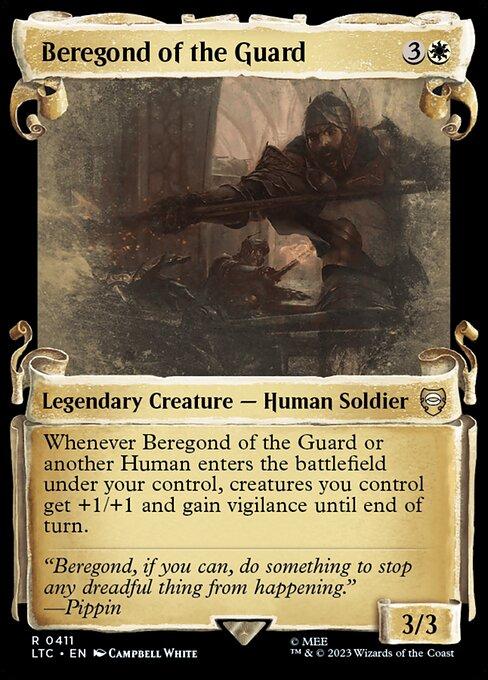 Beregond of the Guard 3
Legendary Creature — Human Soldier
Whenever Beregond of the Guard or
another Human enters the battlefield
under your control, creatures you control
get +1/+1 and gain vigilance until end of
turn.
“Beregond, if you can, do something to stop
any dreadful thing from happening.”
—Pippin
3/3
R 0411
LTC • EN CAMPBELL WHITE
© MEE
™ & © 2023 Wizards of the Coast